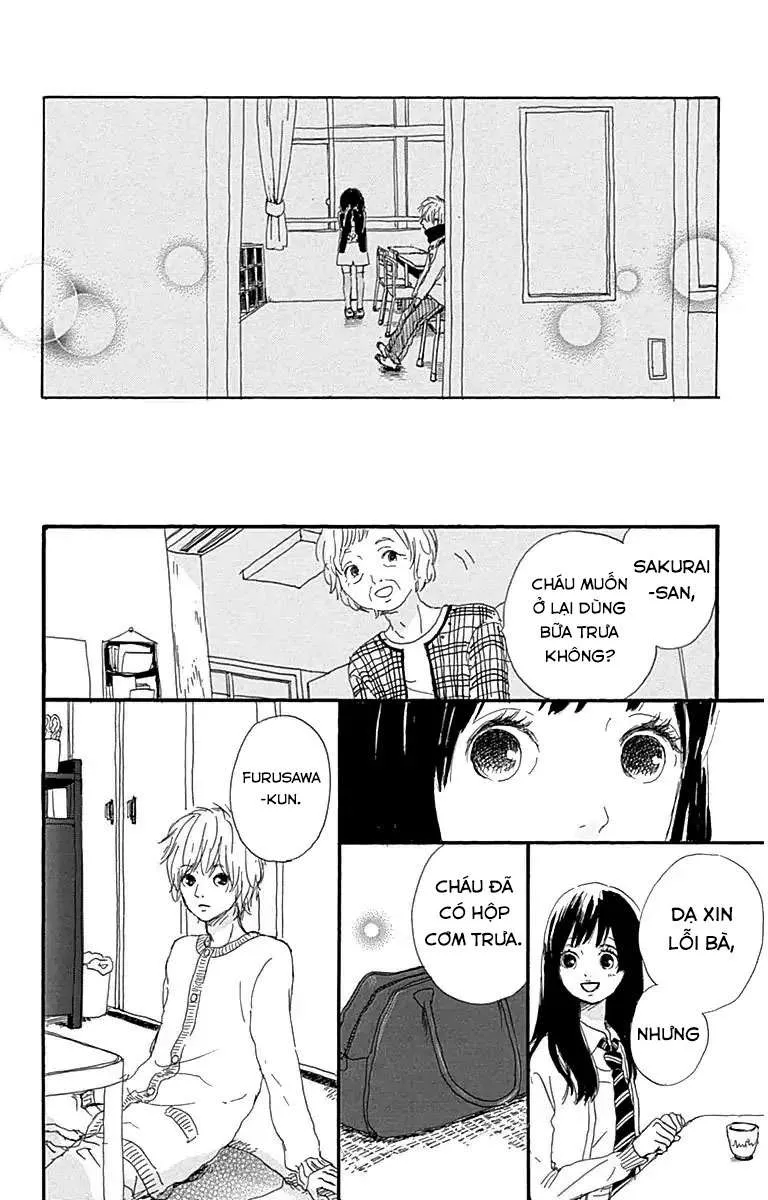 SAKURAI
-SAN,
CHÁU MUỐN
Ở LẠI DÙNG
BỮA TRƯA
KHÔNG?
DẠ XIN
LỖI BÀ,
NHƯNG
CHÁU ĐÃ
CÓ HỘP
CƠM TRƯA.
FURUSAWA
-KUN.